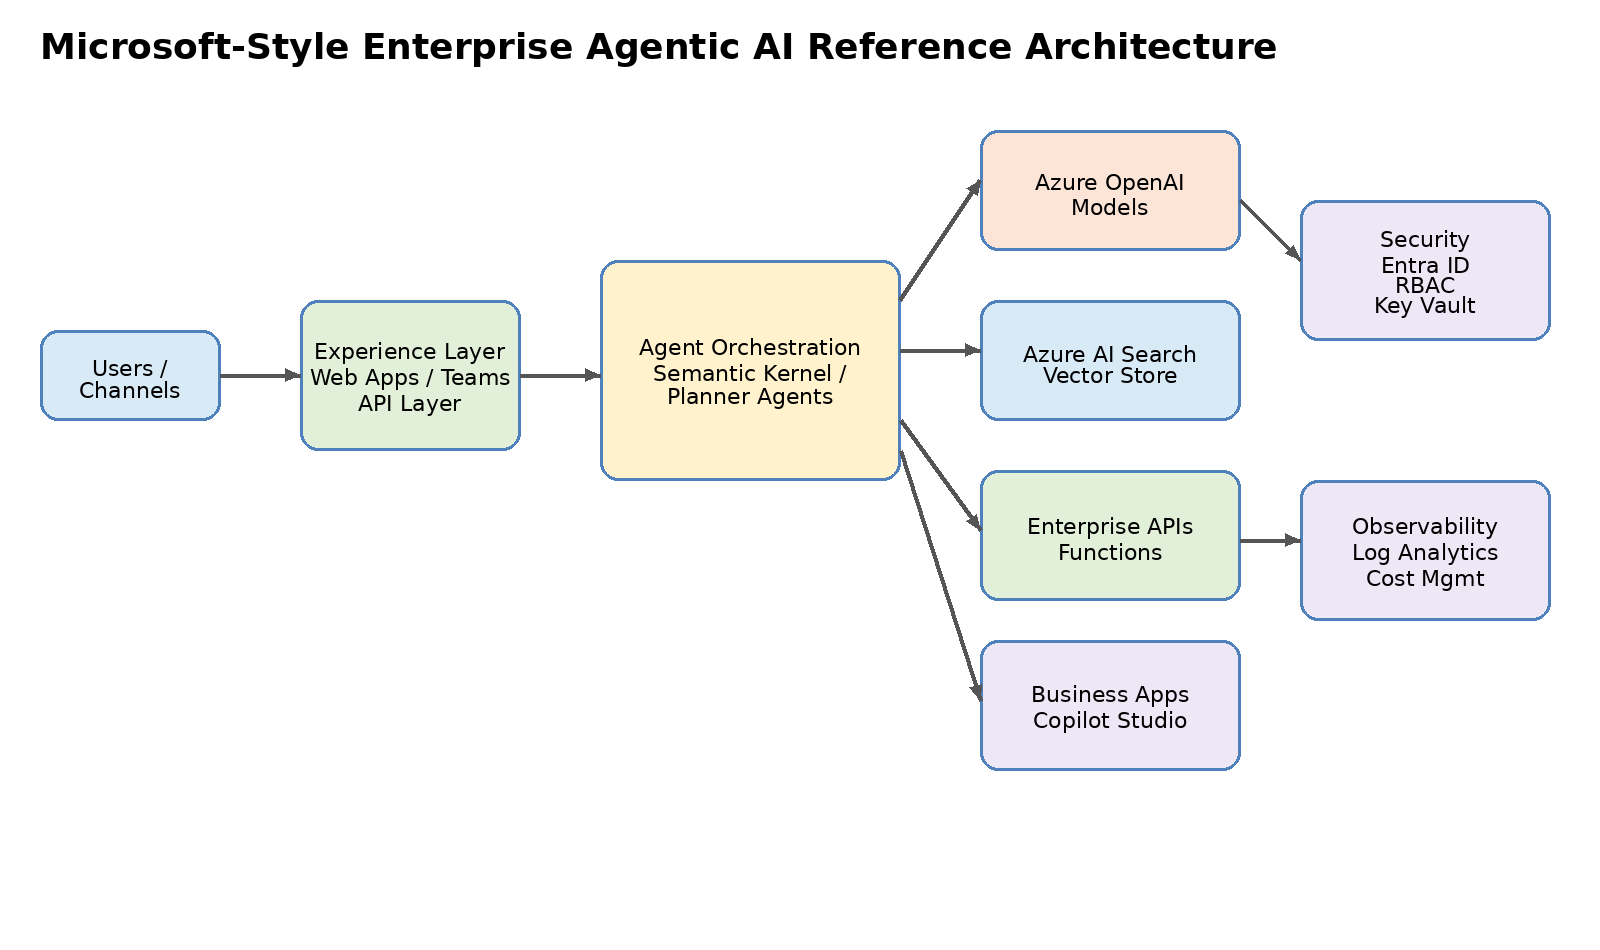 Microsoft-Style Enterprise Agentic AI Reference Architecture
Users /
Channels
Experience Layer
Web Apps / Teams
API Layer
Agent Orchestration
Semantic Kernel /
Planner Agents
Azure OpenAI
Models
Azure AI Search
Vector Store
Enterprise APIs
Functions
Business Apps
Copilot Studio
Security
Entra ID
RBAC
Key Vault
Observability
Log Analytics
Cost Mgmt